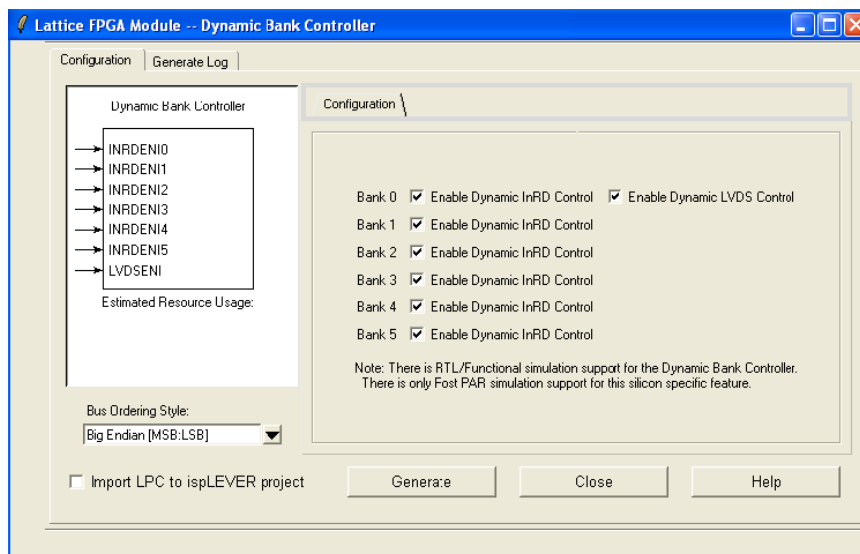 Lattice FPGA Module -- Dynamic Bank Controller
Configuration
Generate Log
Dynamic Bank Controller
INRDENI0
INRDENI1
INRDENI2
INRDENI3
INRDENI4
INRDENI5
LVDSENI
Estimated Resource Usage:
Bus Ordering Style:
Big Endian [MSB:LSB]
Import LPC to ispLEVER project
Configuration
Bank 0 Enable Dynamic InRD Control Enable Dynamic LVDS Control
Bank 1 Enable Dynamic InRD Control
Bank 2 Enable Dynamic InRD Control
Bank 3 Enable Dynamic InRD Control
Bank 4 Enable Dynamic InRD Control
Bank 5 Enable Dynamic InRD Control
Note: There is RTL/Functional simulation support for the Dynamic Bank Controller.
There is only Fost PAR simulation support for this silicon specific feature.
Generate
Close
Help